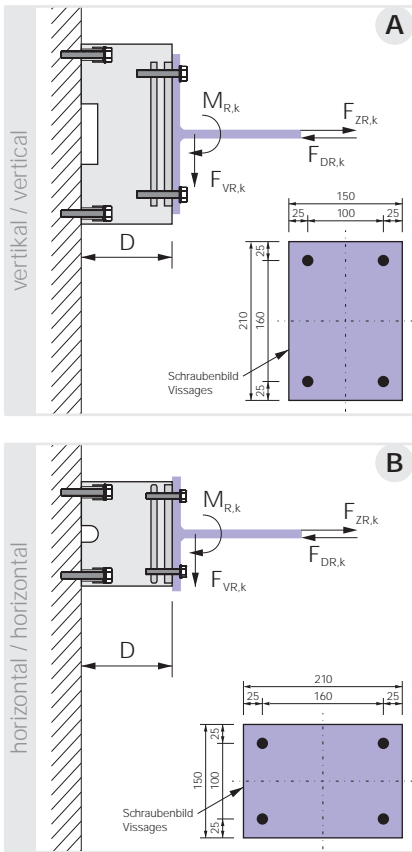 A
vertikal / vertical
M_R,k
F_ZR,k
F_DR,k
F_VR,k
D
150
25 100 25
25
210 160
25
Schraubenbild
Vissages
B
horizontal / horizontal
M_R,k
F_ZR,k
F_DR,k
F_VR,k
D
210
25 160 25
25
150 100
25
Schraubenbild
Vissages